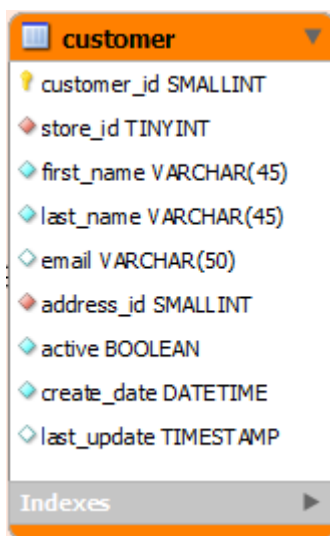 customer
customer_id SMALLINT
store_id TINYINT
first_name VARCHAR(45)
last_name VARCHAR(45)
email VARCHAR(50)
address_id SMALLINT
active BOOLEAN
create_date DATETIME
last_update TIMESTAMP
Indexes